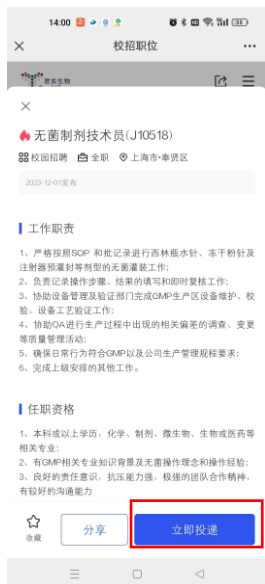 14:00
校招职位
君实生物
无菌制剂技术员(J10518)
校园招聘 全职 上海市·奉贤区
2023-12-01发布
工作职责
1、严格按照SOP 和批记录进行西林瓶水针、冻干粉针及
注射器预灌封等剂型的无菌灌装工作;
2、负责记录操作步骤、结果的填写和即时复核工作;
3、协助设备管理及验证部门完成GMP生产区设备维护、校
验、设备工艺验证工作;
4、协助QA进行生产过程中出现的相关偏差的调查、变更
等质量管理活动;
5、确保日常行为符合GMP以及公司生产管理规程要求;
6、完成上级安排的其他工作。
任职资格
1、本科或以上学历，化学、制剂、微生物、生物或医药等
相关专业;
2、有GMP相关专业知识背景及无菌操作理念和操作经验;
3、良好的责任意识，抗压能力强，极强的团队合作精神，
有较好的沟通能力
收藏
分享
立即投递